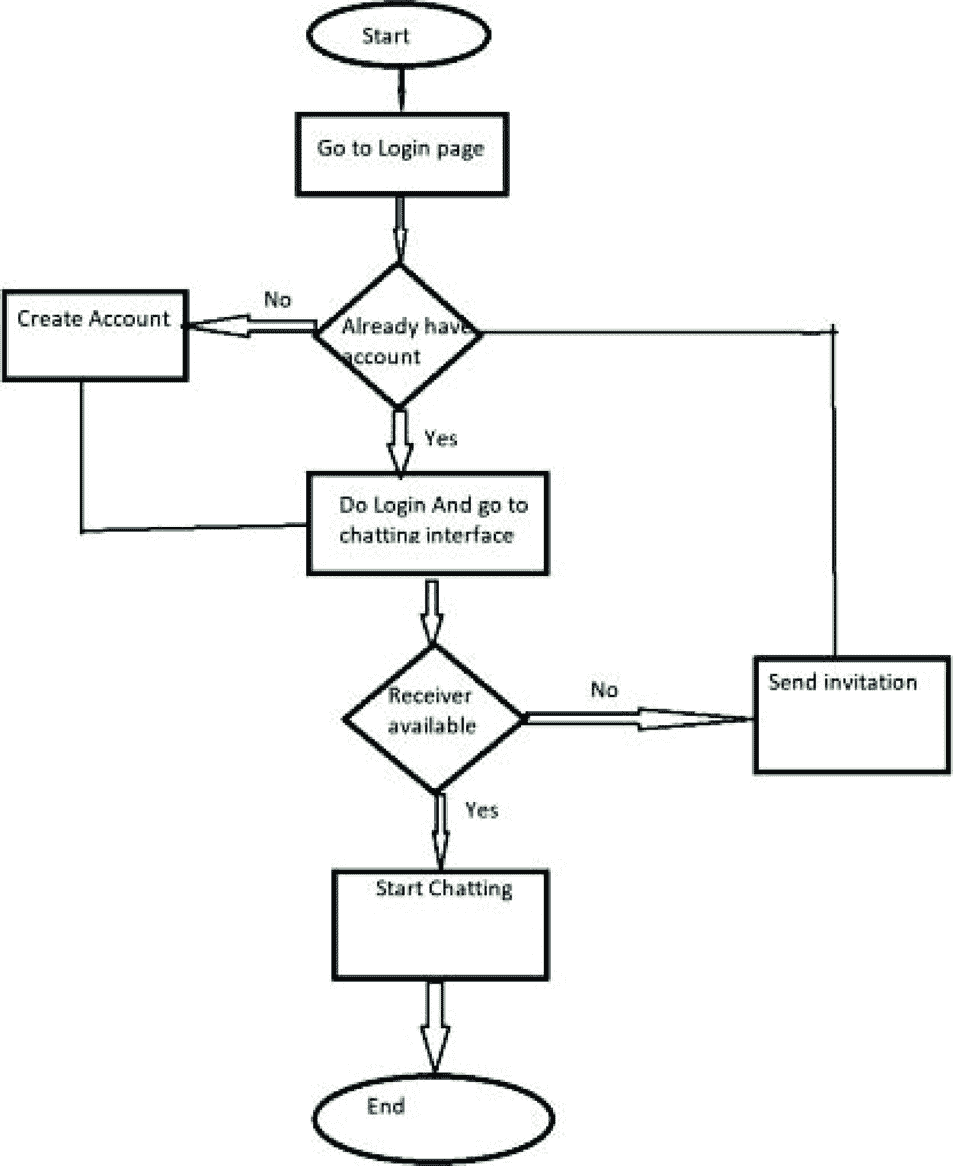 Start
Go to Login page
No
Create Account
Already have
account
Yes
Do Login And go to
chatting interface
Receiver
available
No
Send invitation
Yes
Start Chatting
End